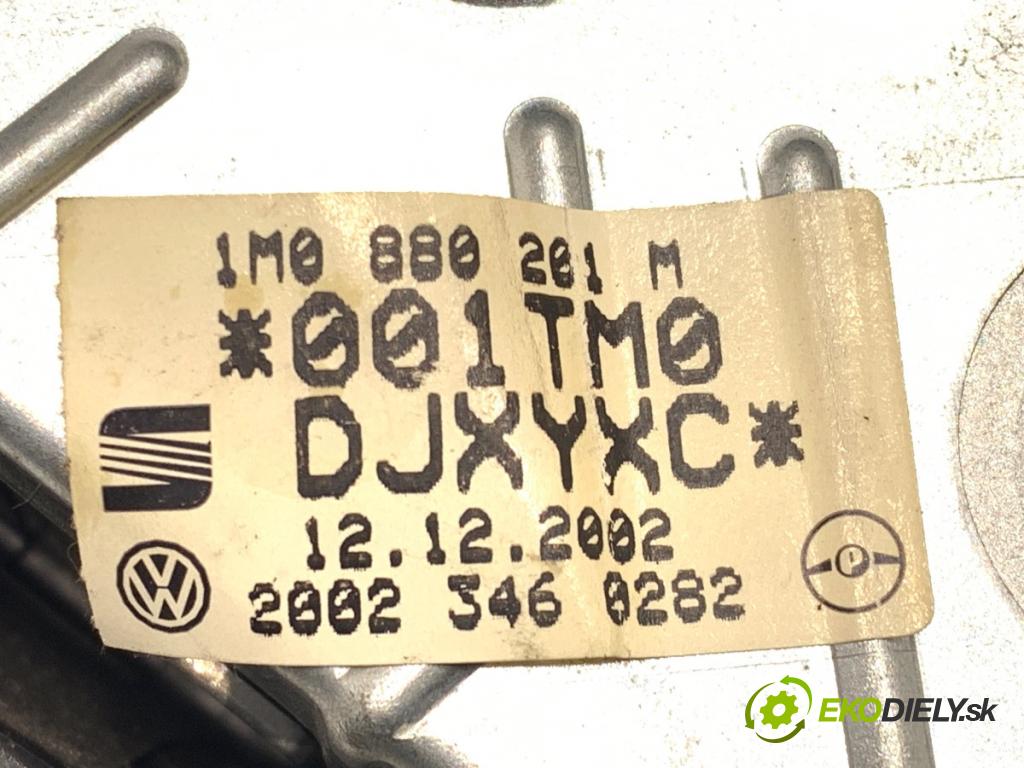 1M0 880 201 M
*001TM0
DJXYXC*
12.12.2002
2002 346 0282
EKODIELY.sk